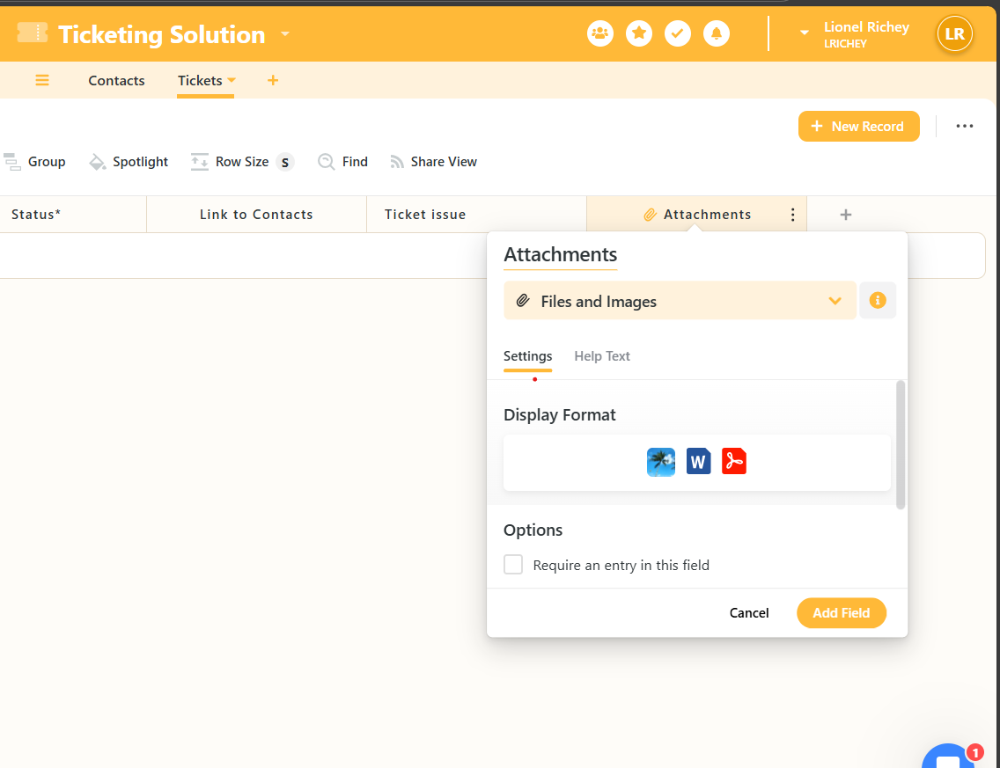 Ticketing Solution
Lionel Richey
LRICHEY
LR
Contacts
Tickets
New Record
Group
Spotlight
Row Size S
Find
Share View
Status*
Link to Contacts
Ticket issue
Attachments
Attachments
Files and Images
Settings
Help Text
Display Format
W
Options
Require an entry in this field
Cancel
Add Field
1